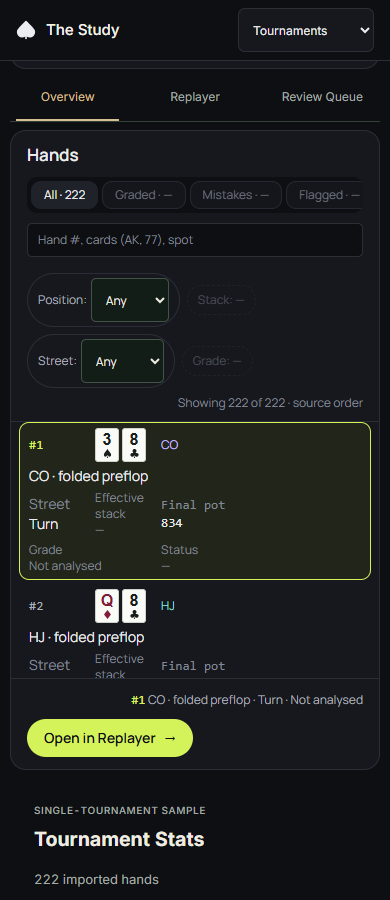 The Study
Tournaments
Overview
Replayer
Review Queue
Hands
All · 222
Graded · —
Mistakes · —
Flagged · —
Hand #, cards (AK, 77), spot
Position: Any
Stack: —
Street: Any
Grade: —
Showing 222 of 222 · source order
#1 3♠ 8♣ CO
CO · folded preflop
Street
Turn
Effective
stack
—
Final pot
834
Grade
Not analysed
Status
—
#2 Q♦ 8♣ HJ
HJ · folded preflop
Street
Effective
stack
Final pot
#1 CO · folded preflop · Turn · Not analysed
Open in Replayer →
SINGLE-TOURNAMENT SAMPLE
Tournament Stats
222 imported hands